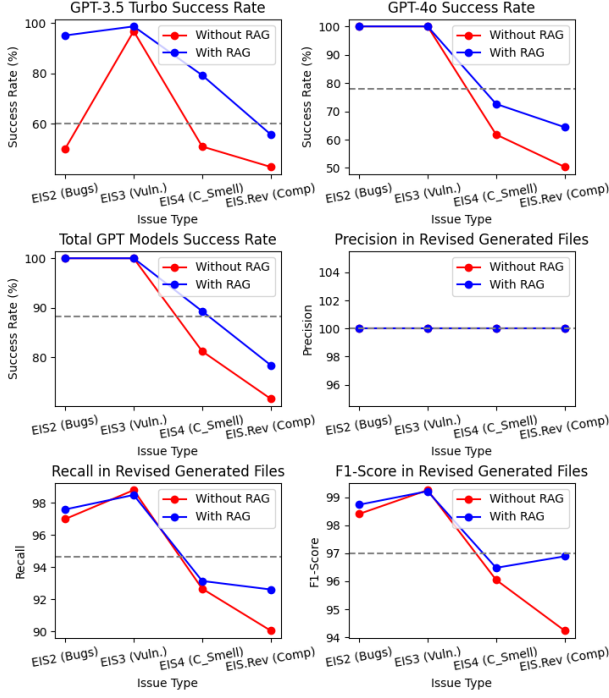 GPT-3.5 Turbo Success Rate
100
80
60
Success Rate (%)
Without RAG
With RAG
EIS2 (Bugs)
EIS3 (Vuln.)
EIS4 (C_Smell)
EIS.Rev (Comp)
Issue Type
GPT-4o Success Rate
100
90
80
70
60
50
Success Rate (%)
Without RAG
With RAG
EIS2 (Bugs)
EIS3 (Vuln.)
EIS4 (C_Smell)
EIS.Rev (Comp)
Issue Type
Total GPT Models Success Rate
100
90
80
Success Rate (%)
Without RAG
With RAG
EIS2 (Bugs)
EIS3 (Vuln.)
EIS4 (C_Smell)
EIS.Rev (Comp)
Issue Type
Precision in Revised Generated Files
104
102
100
98
96
Precision
Without RAG
With RAG
EIS2 (Bugs)
EIS3 (Vuln.)
EIS4 (C_Smell)
EIS.Rev (Comp)
Issue Type
Recall in Revised Generated Files
98
96
94
92
90
Recall
Without RAG
With RAG
EIS2 (Bugs)
EIS3 (Vuln.)
EIS4 (C_Smell)
EIS.Rev (Comp)
Issue Type
F1-Score in Revised Generated Files
99
98
97
96
95
94
F1-Score
Without RAG
With RAG
EIS2 (Bugs)
EIS3 (Vuln.)
EIS4 (C_Smell)
EIS.Rev (Comp)
Issue Type